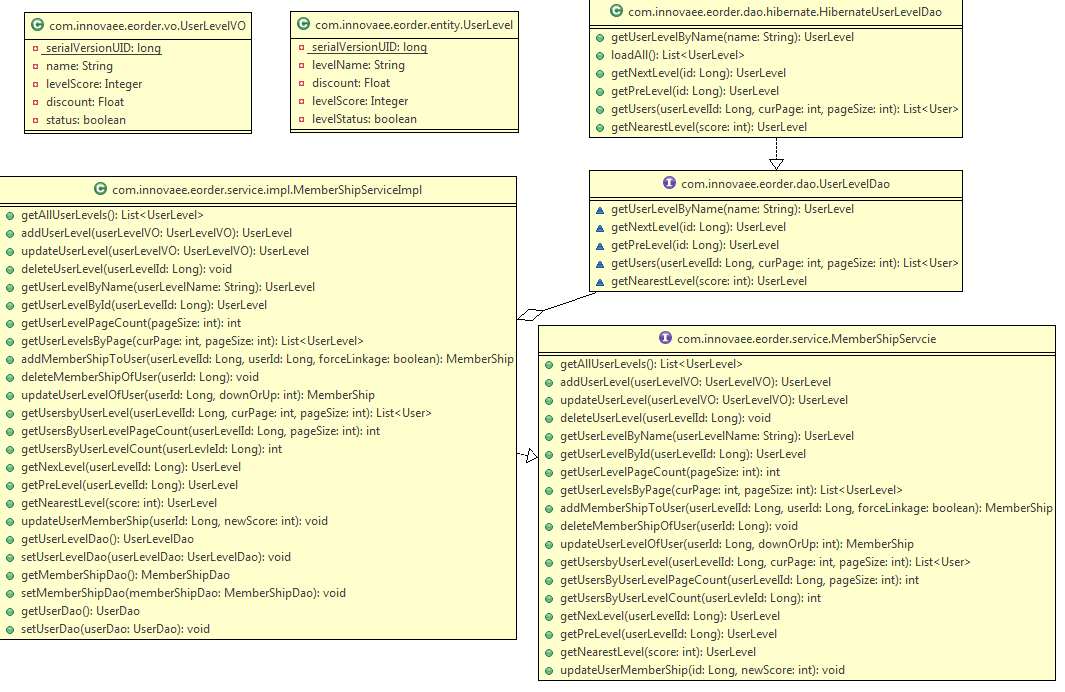 com.innovaee.eorder.vo.UserLevelVO
serialVersionUID: long
name: String
levelScore: Integer
discount: Float
status: boolean
com.innovaee.eorder.entity.UserLevel
serialVersionUID: long
levelName: String
discount: Float
levelScore: Integer
levelStatus: boolean
com.innovaee.eorder.dao.hibernate.HibernateUserLevelDao
getUserLevelByName(name: String): UserLevel
loadAll(): List<UserLevel>
getNextLevel(id: Long): UserLevel
getPreLevel(id: Long): UserLevel
getUsers(userLevelId: Long, curPage: int, pageSize: int): List<User>
getNearestLevel(score: int): UserLevel
com.innovaee.eorder.dao.UserLevelDao
getUserLevelByName(name: String): UserLevel
getNextLevel(id: Long): UserLevel
getPreLevel(id: Long): UserLevel
getUsers(userLevelId: Long, curPage: int, pageSize: int): List<User>
getNearestLevel(score: int): UserLevel
com.innovaee.eorder.service.impl.MemberShipServiceImpl
getAllUserLevels(): List<UserLevel>
addUserLevel(userLevelVO: UserLevelVO): UserLevel
updateUserLevel(userLevelVO: UserLevelVO): UserLevel
deleteUserLevel(userLevelId: Long): void
getUserLevelByName(userLevelName: String): UserLevel
getUserLevelById(userLevelId: Long): UserLevel
getUserLevelPageCount(pageSize: int): int
getUserLevelsByPage(curPage: int, pageSize: int): List<UserLevel>
addMemberShipToUser(userLevelId: Long, userId: Long, forceLinkage: boolean): MemberShip
deleteMemberShipOfUser(userId: Long): void
updateUserLevelOfUser(userId: Long, downOrUp: int): MemberShip
getUsersbyUserLevel(userLevelId: Long, curPage: int, pageSize: int): List<User>
getUsersByUserLevelPageCount(userLevelId: Long, pageSize: int): int
getUsersByUserLevelCount(userLevleId: Long): int
getNexLevel(userLevelId: Long): UserLevel
getPreLevel(userLevelId: Long): UserLevel
getNearestLevel(score: int): UserLevel
updateUserMemberShip(userId: Long, newScore: int): void
getUserLevelDao(): UserLevelDao
setUserLevelDao(userLevelDao: UserLevelDao): void
getMemberShipDao(): MemberShipDao
setMemberShipDao(memberShipDao: MemberShipDao): void
getUserDao(): UserDao
setUserDao(userDao: UserDao): void
com.innovaee.eorder.service.MemberShipServcie
getAllUserLevels(): List<UserLevel>
addUserLevel(userLevelVO: UserLevelVO): UserLevel
updateUserLevel(userLevelVO: UserLevelVO): UserLevel
deleteUserLevel(userLevelId: Long): void
getUserLevelByName(userLevelName: String): UserLevel
getUserLevelById(userLevelId: Long): UserLevel
getUserLevelPageCount(pageSize: int): int
getUserLevelsByPage(curPage: int, pageSize: int): List<UserLevel>
addMemberShipToUser(userLevelId: Long, userId: Long, forceLinkage: boolean): MemberShip
deleteMemberShipOfUser(userId: Long): void
updateUserLevelOfUser(userId: Long, downOrUp: int): MemberShip
getUsersbyUserLevel(userLevelId: Long, curPage: int, pageSize: int): List<User>
getUsersByUserLevelPageCount(userLevelId: Long, pageSize: int): int
getUsersByUserLevelCount(userLevleId: Long): int
getNexLevel(userLevelId: Long): UserLevel
getPreLevel(userLevelId: Long): UserLevel
getNearestLevel(score: int): UserLevel
updateUserMemberShip(id: Long, newScore: int): void